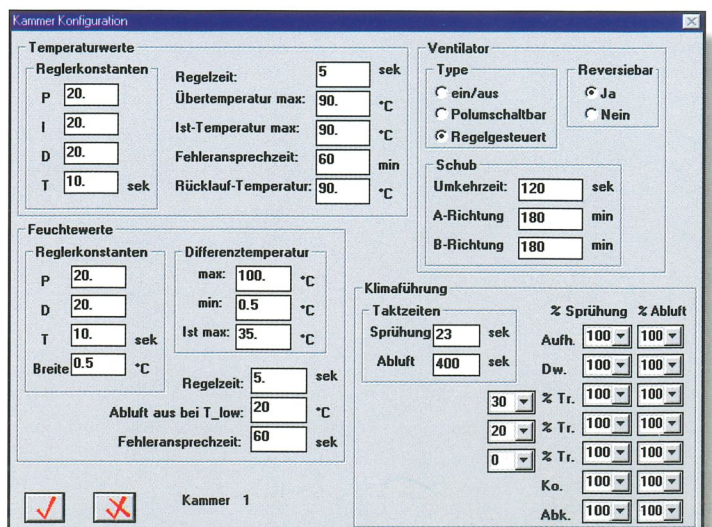 Kammer Konfiguration
Temperaturwerte
Reglerkonstanten
P 20.
I 20.
D 20.
T 10. sek
Regelzeit: 5 sek
Übertemperatur max: 90. °C
Ist-Temperatur max: 90. °C
Fehleransprechzeit: 60 min
Rücklauf-Temperatur: 90. °C
Ventilator
Type
ein/aus
Polumschaltbar
Regelgesteuert
Reversiebar
Ja
Nein
Schub
Umkehrzeit: 120 sek
A-Richtung 180 min
B-Richtung 180 min
Feuchtewerte
Reglerkonstanten
P 20.
D 20.
T 10. sek
Breite 0.5 °C
Differenztemperatur
max: 100. °C
min: 0.5 °C
Ist max: 35. °C
Regelzeit: 5. sek
Abluft aus bei T_low: 20 °C
Fehleransprechzeit: 60 sek
Klimaführung
Taktzeiten
Sprühung 23 sek
Abluft 400 sek
% Sprühung % Abluft
Aufh. 100 100
Dw. 100 100
30 % Tr. 100 100
20 % Tr. 100 100
0 % Tr. 100 100
Ko. 100 100
Abk. 100 100
Kammer 1